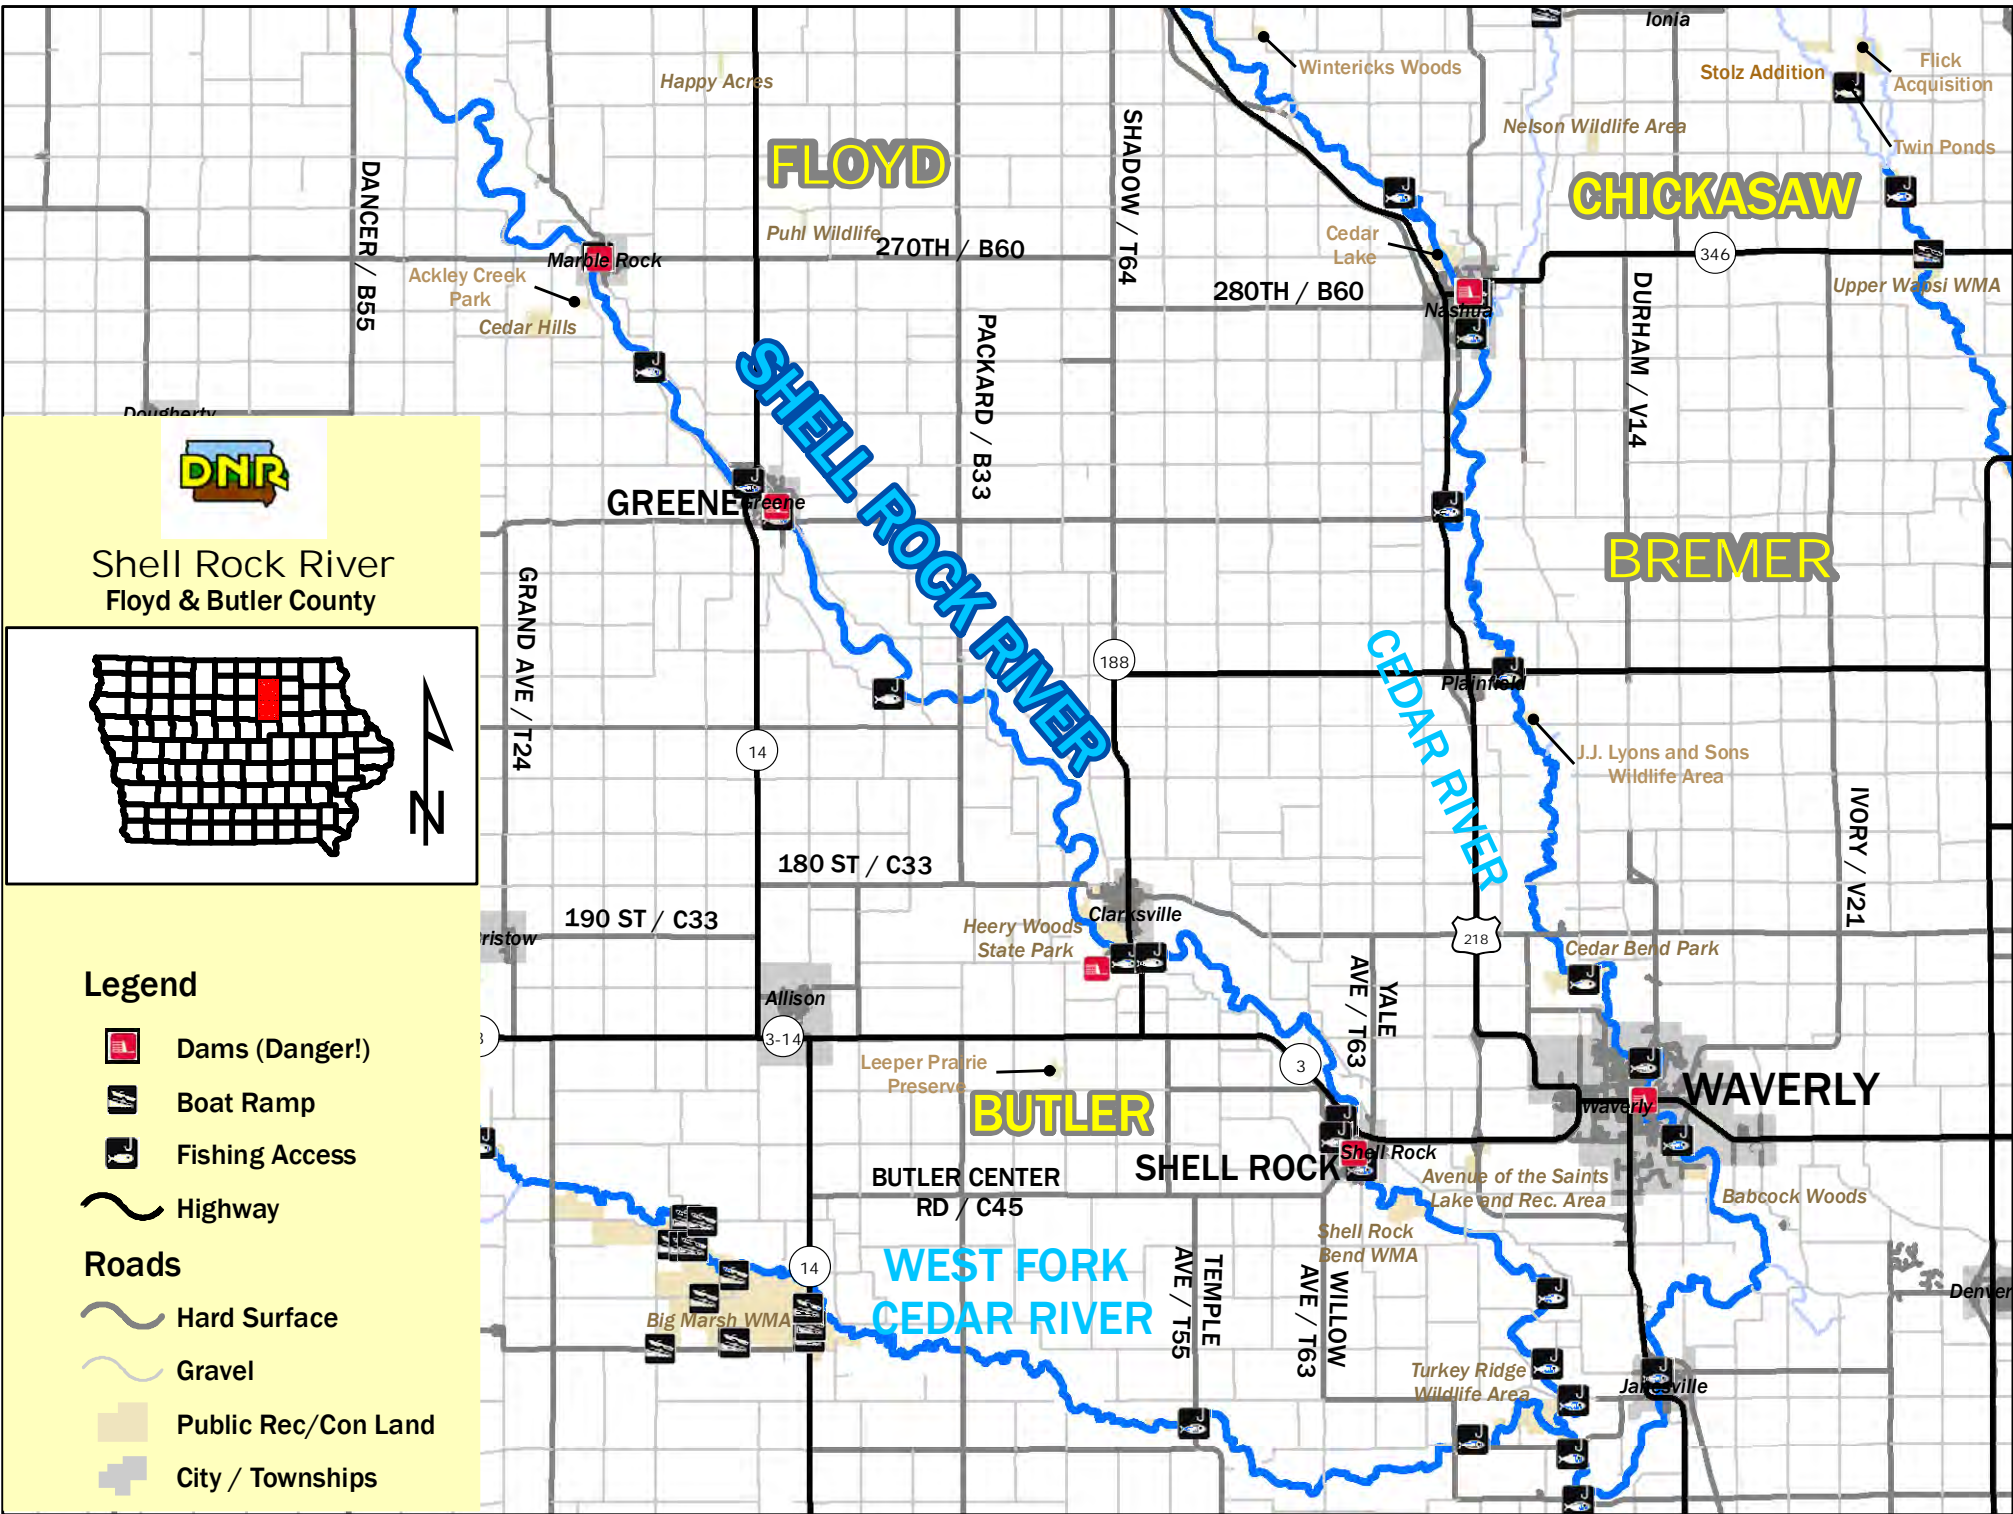 Ionia
Happy Acres
Wintericks Woods
Stolz Addition
Flick
Acquisition
Nelson Wildlife Area
Twin Ponds
FLOYD
SHADOW / T64
CHICKASAW
DANCER / B55
Puhl Wildlife
270TH / B60
Cedar
Lake
346
Marble Rock
Ackley Creek
Park
Cedar Hills
280TH / B60
Upper Wapsi WMA
Nashua
DURHAM / V14
PACKARD / B33
SHELL ROCK RIVER
Dougherty
DNR
GREENE
Greene
Shell Rock River
Floyd & Butler County
BREMER
GRAND AVE / T24
188
CEDAR RIVER
Plainfield
14
J.J. Lyons and Sons
Wildlife Area
N
IVORY / V21
180 ST / C33
190 ST / C33
Heery Woods
State Park
Clarksville
ristow
218
Cedar Bend Park
YALE
AVE / T63
Legend
Allison
3
3-14
Dams (Danger!)
Leeper Prairie
Preserve
3
BUTLER
WAVERLY
Waverly
Boat Ramp
Fishing Access
SHELL ROCK
Shell Rock
BUTLER CENTER
RD / C45
Avenue of the Saints
Lake and Rec. Area
Babcock Woods
Highway
Shell Rock
Bend WMA
Roads
WEST FORK
CEDAR RIVER
14
TEMPLE
AVE / T55
WILLOW
AVE / T63
Denver
Hard Surface
Big Marsh WMA
Gravel
Turkey Ridge
Wildlife Area
Janesville
Public Rec/Con Land
City / Townships